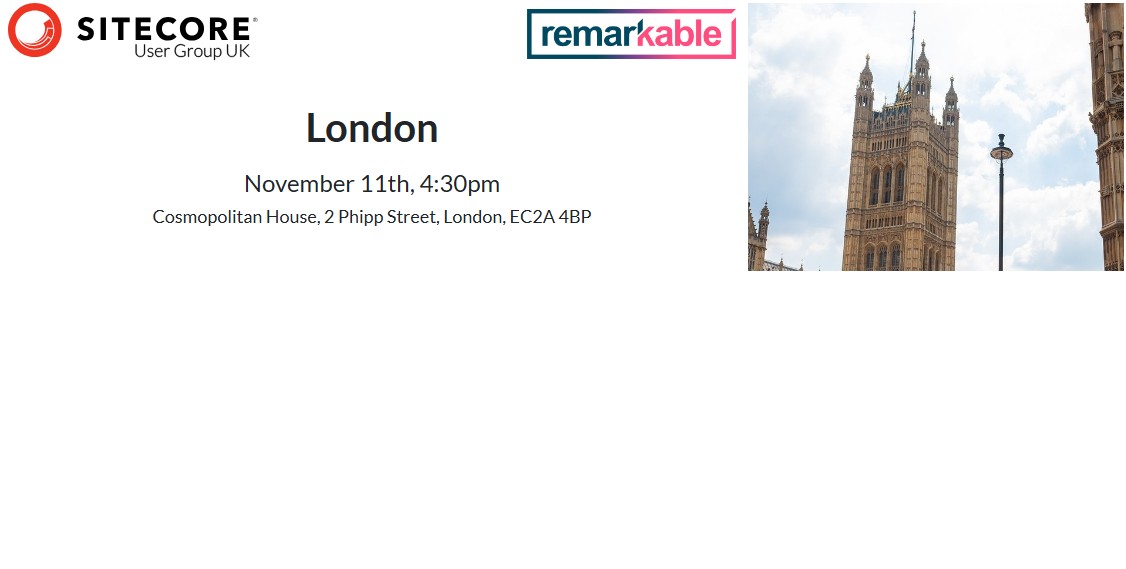 SITECORE®
User Group UK
remarkable
London
November 11th, 4:30pm
Cosmopolitan House, 2 Phipp Street, London, EC2A 4BP